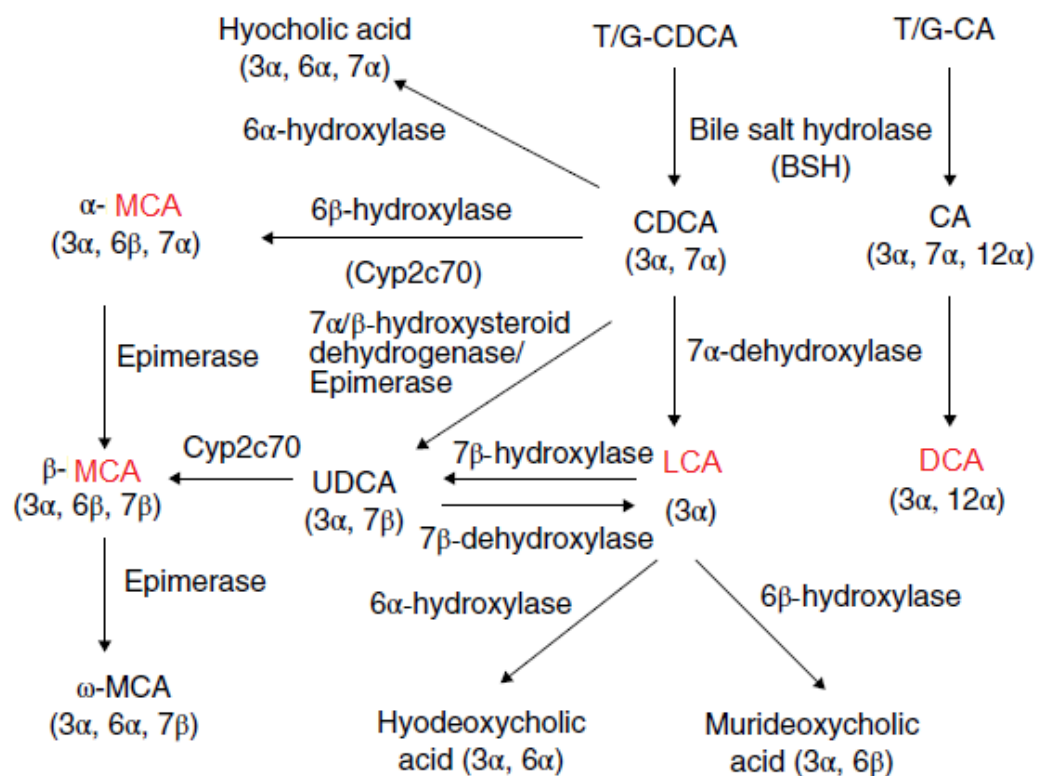 Hyocholic acid
(3α, 6α, 7α)
T/G-CDCA
T/G-CA
6α-hydroxylase
Bile salt hydrolase
(BSH)
α- MCA
(3α, 6β, 7α)
6β-hydroxylase
(Cyp2c70)
CDCA
(3α, 7α)
CA
(3α, 7α, 12α)
7α/β-hydroxysteroid
dehydrogenase/
Epimerase
Epimerase
7α-dehydroxylase
β- MCA
(3α, 6β, 7β)
Cyp2c70
UDCA
(3α, 7β)
7β-hydroxylase
LCA
(3α)
DCA
(3α, 12α)
7β-dehydroxylase
Epimerase
6α-hydroxylase
6β-hydroxylase
ω-MCA
(3α, 6α, 7β)
Hyodeoxycholic
acid (3α, 6α)
Murideoxycholic
acid (3α, 6β)